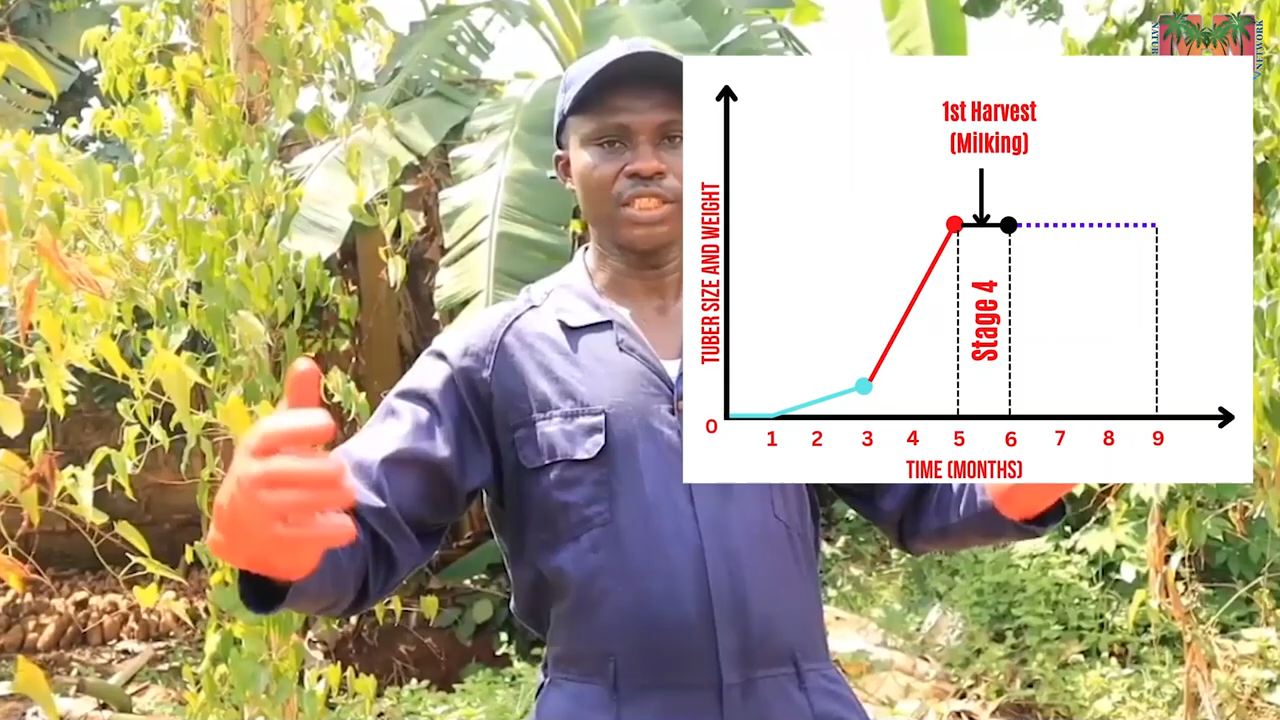 NETWORK
1st Harvest
(Milking)
TUBER SIZE AND WEIGHT
Stage 4
0
1 2 3 4 5 6 7 8 9
TIME (MONTHS)